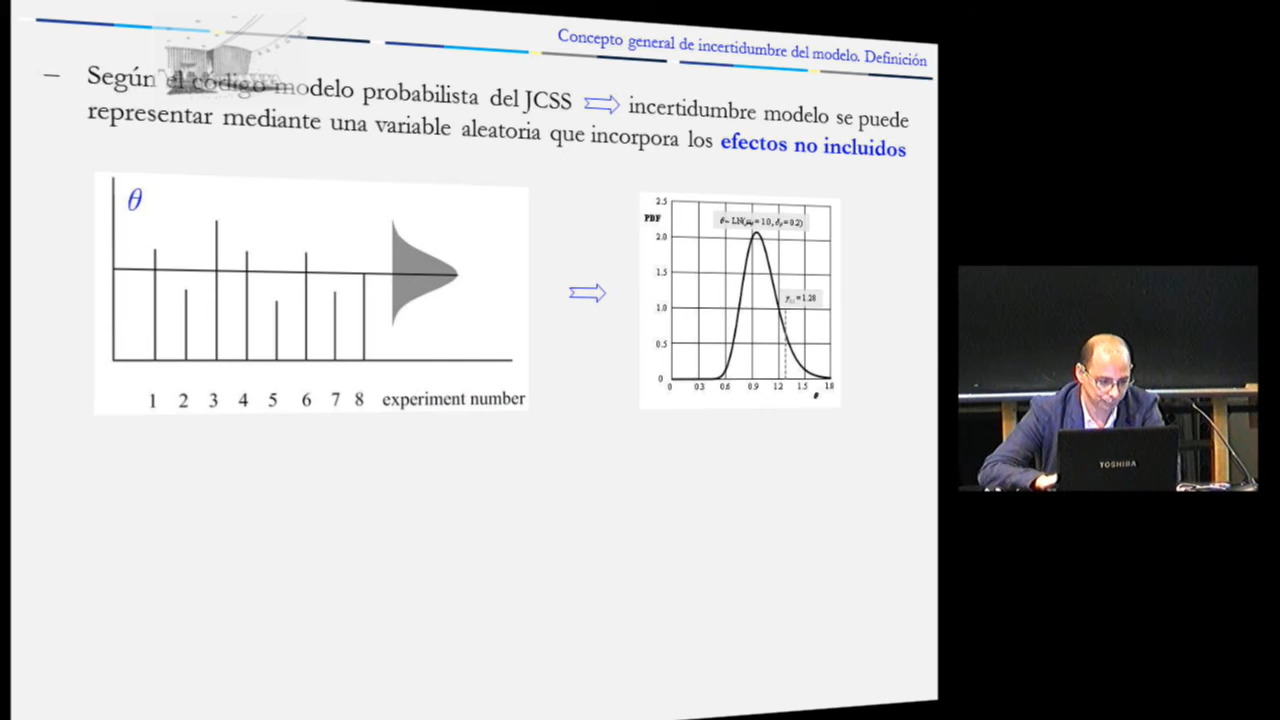 Concepto general de incertidumbre del modelo. Definición
– Según el código modelo probabilista del JCSS ⇨ incertidumbre modelo se puede
representar mediante una variable aleatoria que incorpora los efectos no incluidos
θ
1 2 3 4 5 6 7 8 experiment number
PDF
2.5
2.0
1.5
1.0
0.5
0
0 0.3 0.6 0.9 1.2 1.5 1.8
θ
TOSHIBA